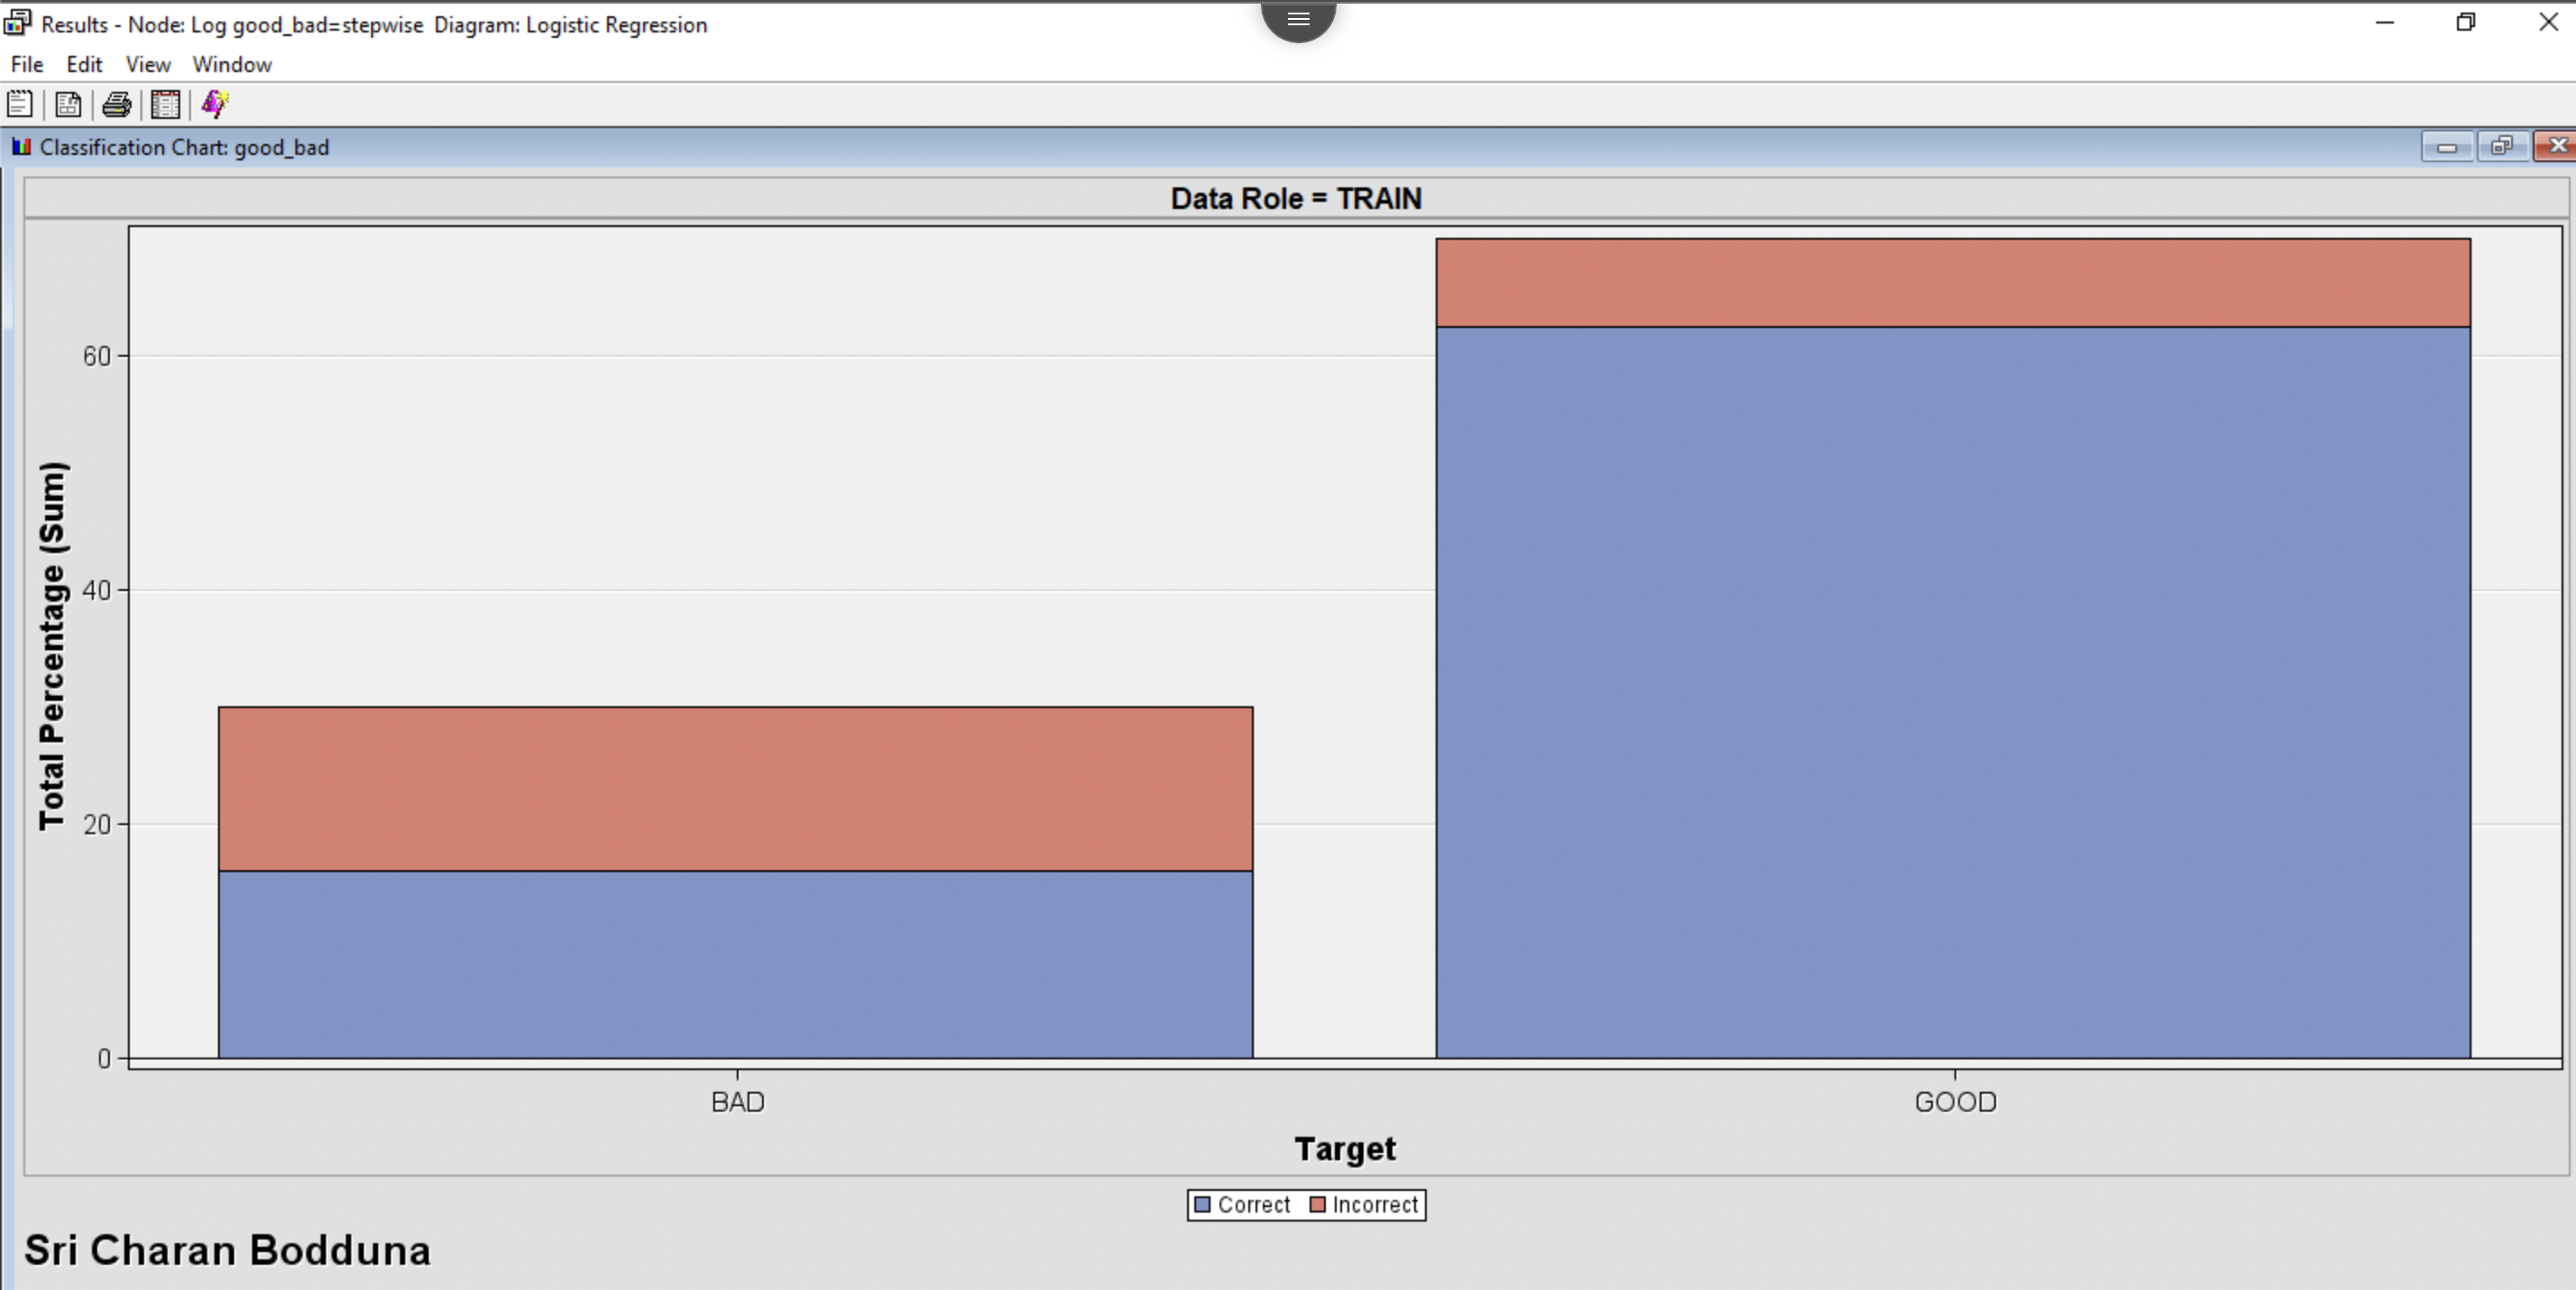 Results - Node: Log good_bad=stepwise  Diagram: Logistic Regression
File Edit View Window
Classification Chart: good_bad
Data Role = TRAIN
Total Percentage (Sum)
60
40
20
0
BAD GOOD
Target
Correct Incorrect
Sri Charan Bodduna